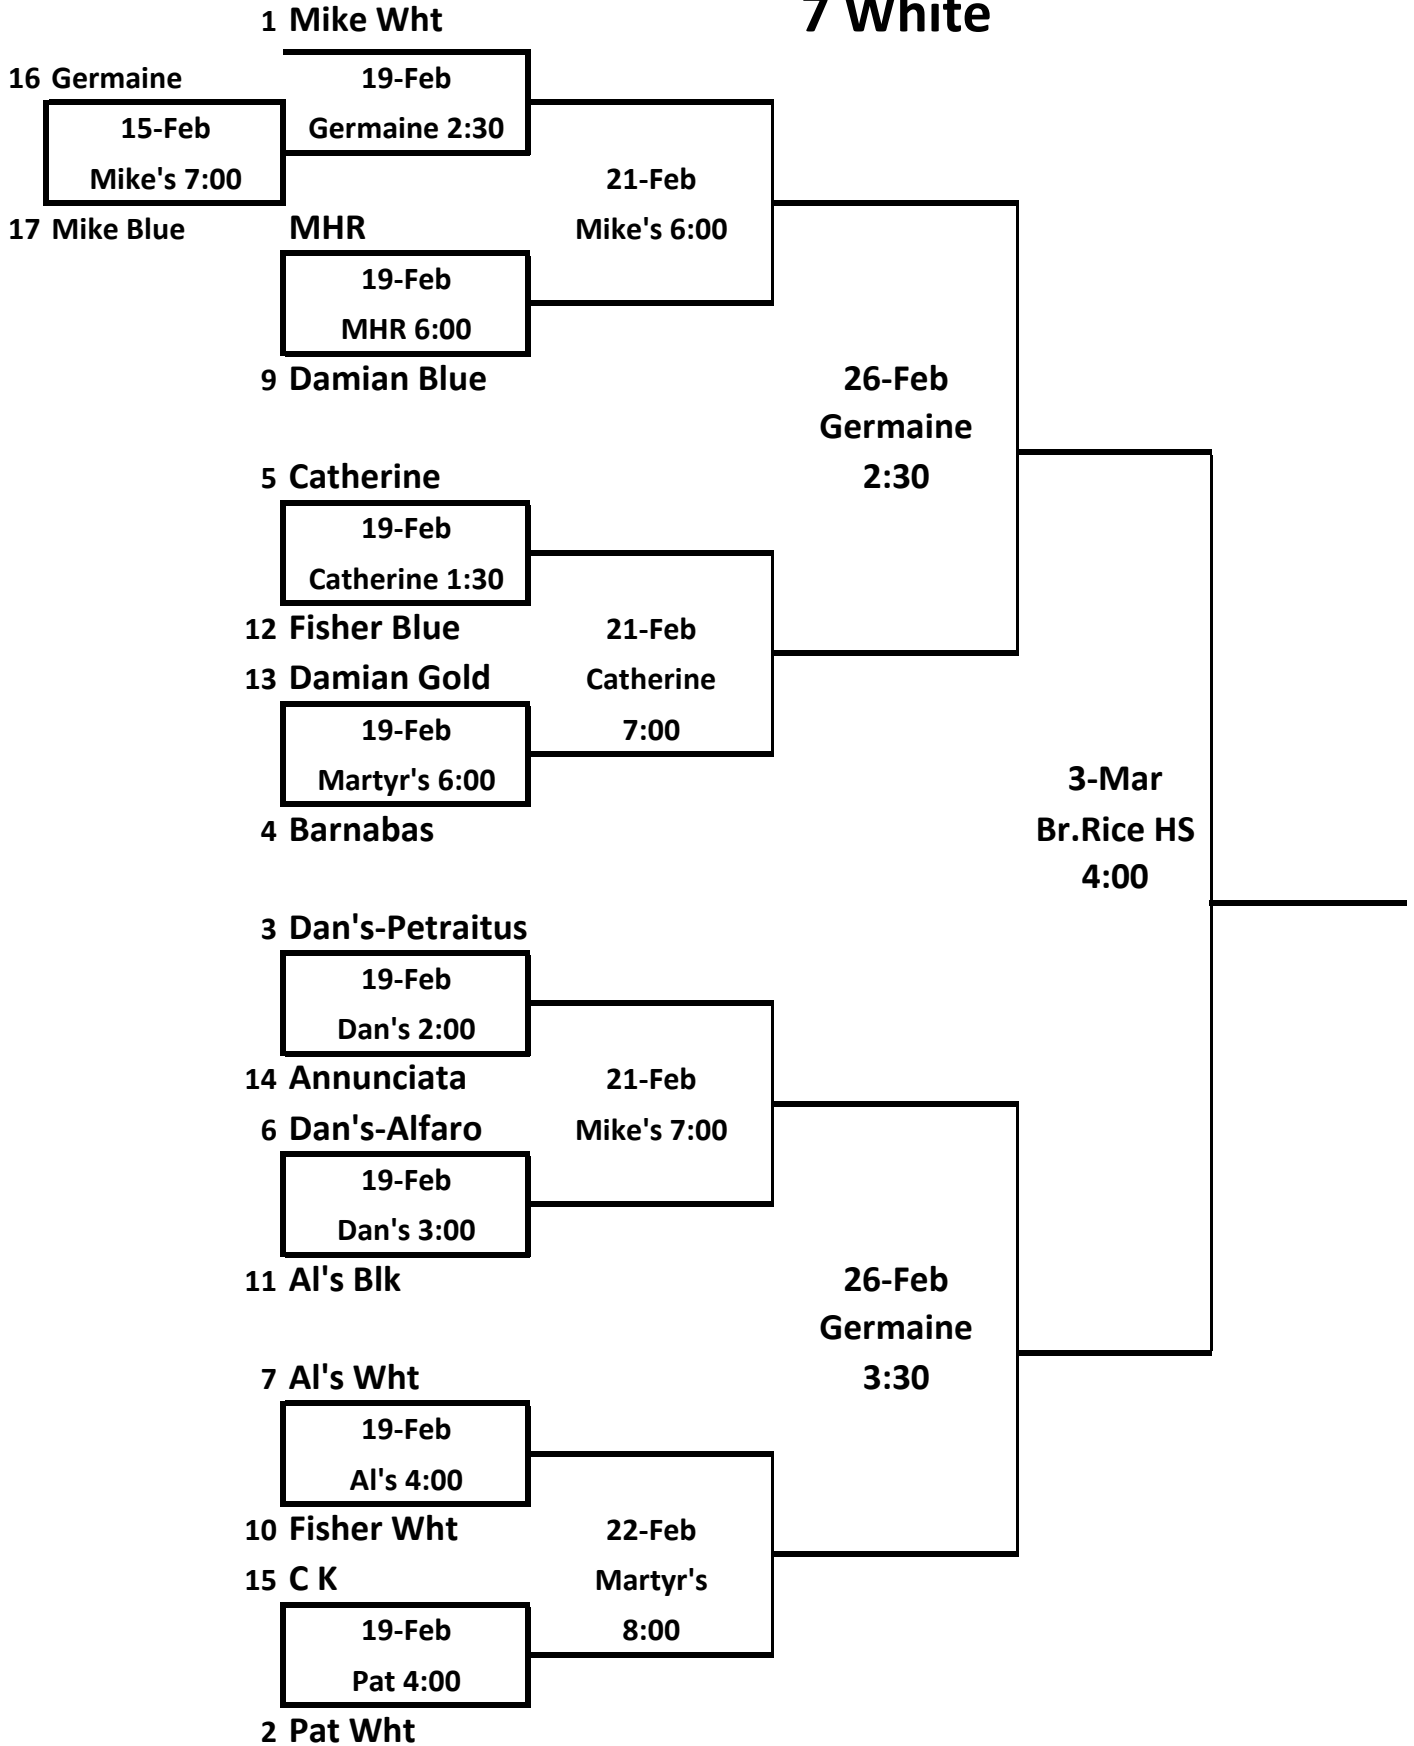 7 White
1 Mike Wht
16 Germaine
19-Feb
15-Feb
Germaine 2:30
Mike's 7:00
21-Feb
17 Mike Blue
MHR
Mike's 6:00
19-Feb
MHR 6:00
9 Damian Blue
26-Feb
Germaine
2:30
5 Catherine
19-Feb
Catherine 1:30
12 Fisher Blue
21-Feb
13 Damian Gold
Catherine
19-Feb
7:00
Martyr's 6:00
3-Mar
4 Barnabas
Br.Rice HS
4:00
3 Dan's-Petraitus
19-Feb
Dan's 2:00
14 Annunciata
21-Feb
6 Dan's-Alfaro
Mike's 7:00
19-Feb
Dan's 3:00
11 Al's Blk
26-Feb
Germaine
3:30
7 Al's Wht
19-Feb
Al's 4:00
10 Fisher Wht
22-Feb
15 C K
Martyr's
19-Feb
8:00
Pat 4:00
2 Pat Wht